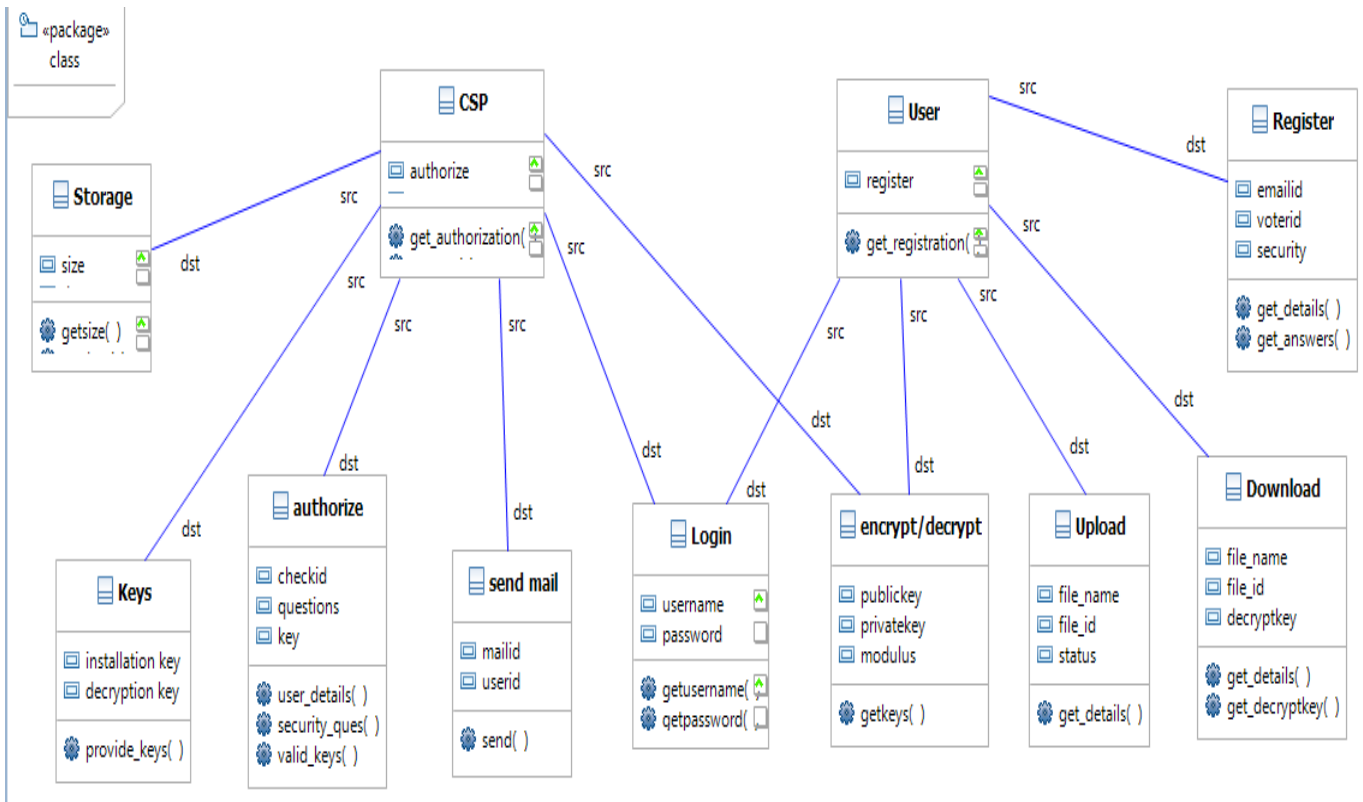 «package»
class
CSP
authorize
get_authorization(
User
register
get_registration(
Register
emailid
voterid
security
get_details( )
get_answers( )
Storage
size
getsize( )
src
dst
src
dst
src
dst
src
dst
src
dst
src
dst
src
dst
src
dst
src
dst
src
dst
src
dst
Keys
installation key
decryption key
provide_keys( )
authorize
checkid
questions
key
user_details( )
security_ques( )
valid_keys( )
send mail
mailid
userid
send( )
Login
username
password
getusername(
getpassword(
encrypt/decrypt
publickey
privatekey
modulus
getkeys( )
Upload
file_name
file_id
status
get_details( )
Download
file_name
file_id
decryptkey
get_details( )
get_decryptkey( )